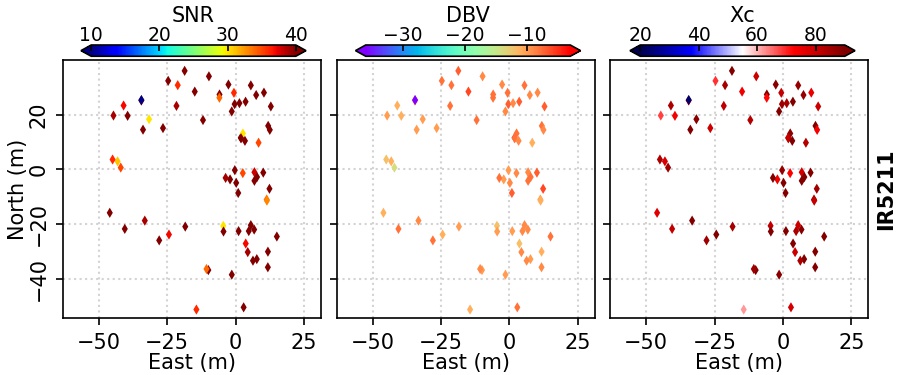 SNR DBV Xc
10 20 30 40 −30 −20 −10 20 40 60 80
20
0
−20
−40
North (m)
IR5211
−50 −25 0 25 −50 −25 0 25 −50 −25 0 25
East (m) East (m) East (m)